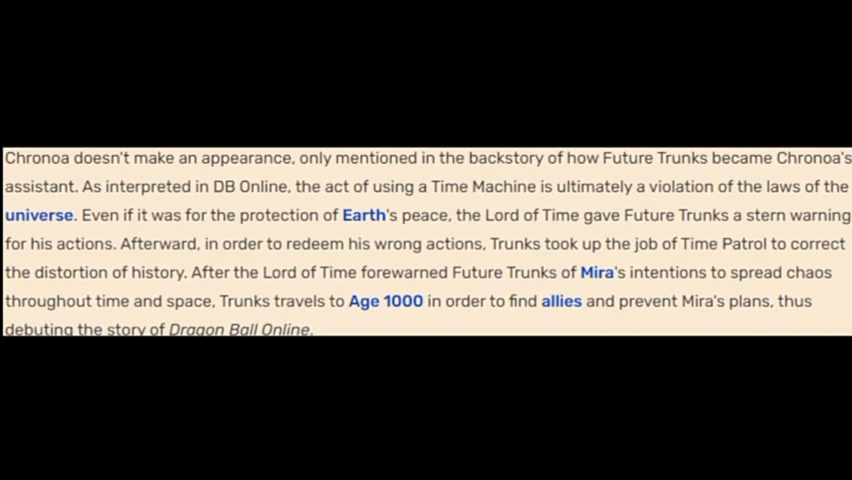 Chronoa doesn't make an appearance, only mentioned in the backstory of how Future Trunks became Chronoa's
assistant. As interpreted in DB Online, the act of using a Time Machine is ultimately a violation of the laws of the
universe. Even if it was for the protection of Earth's peace, the Lord of Time gave Future Trunks a stern warning
for his actions. Afterward, in order to redeem his wrong actions, Trunks took up the job of Time Patrol to correct
the distortion of history. After the Lord of Time forewarned Future Trunks of Mira's intentions to spread chaos
throughout time and space, Trunks travels to Age 1000 in order to find allies and prevent Mira's plans, thus
debuting the story of Dragon Ball Online.